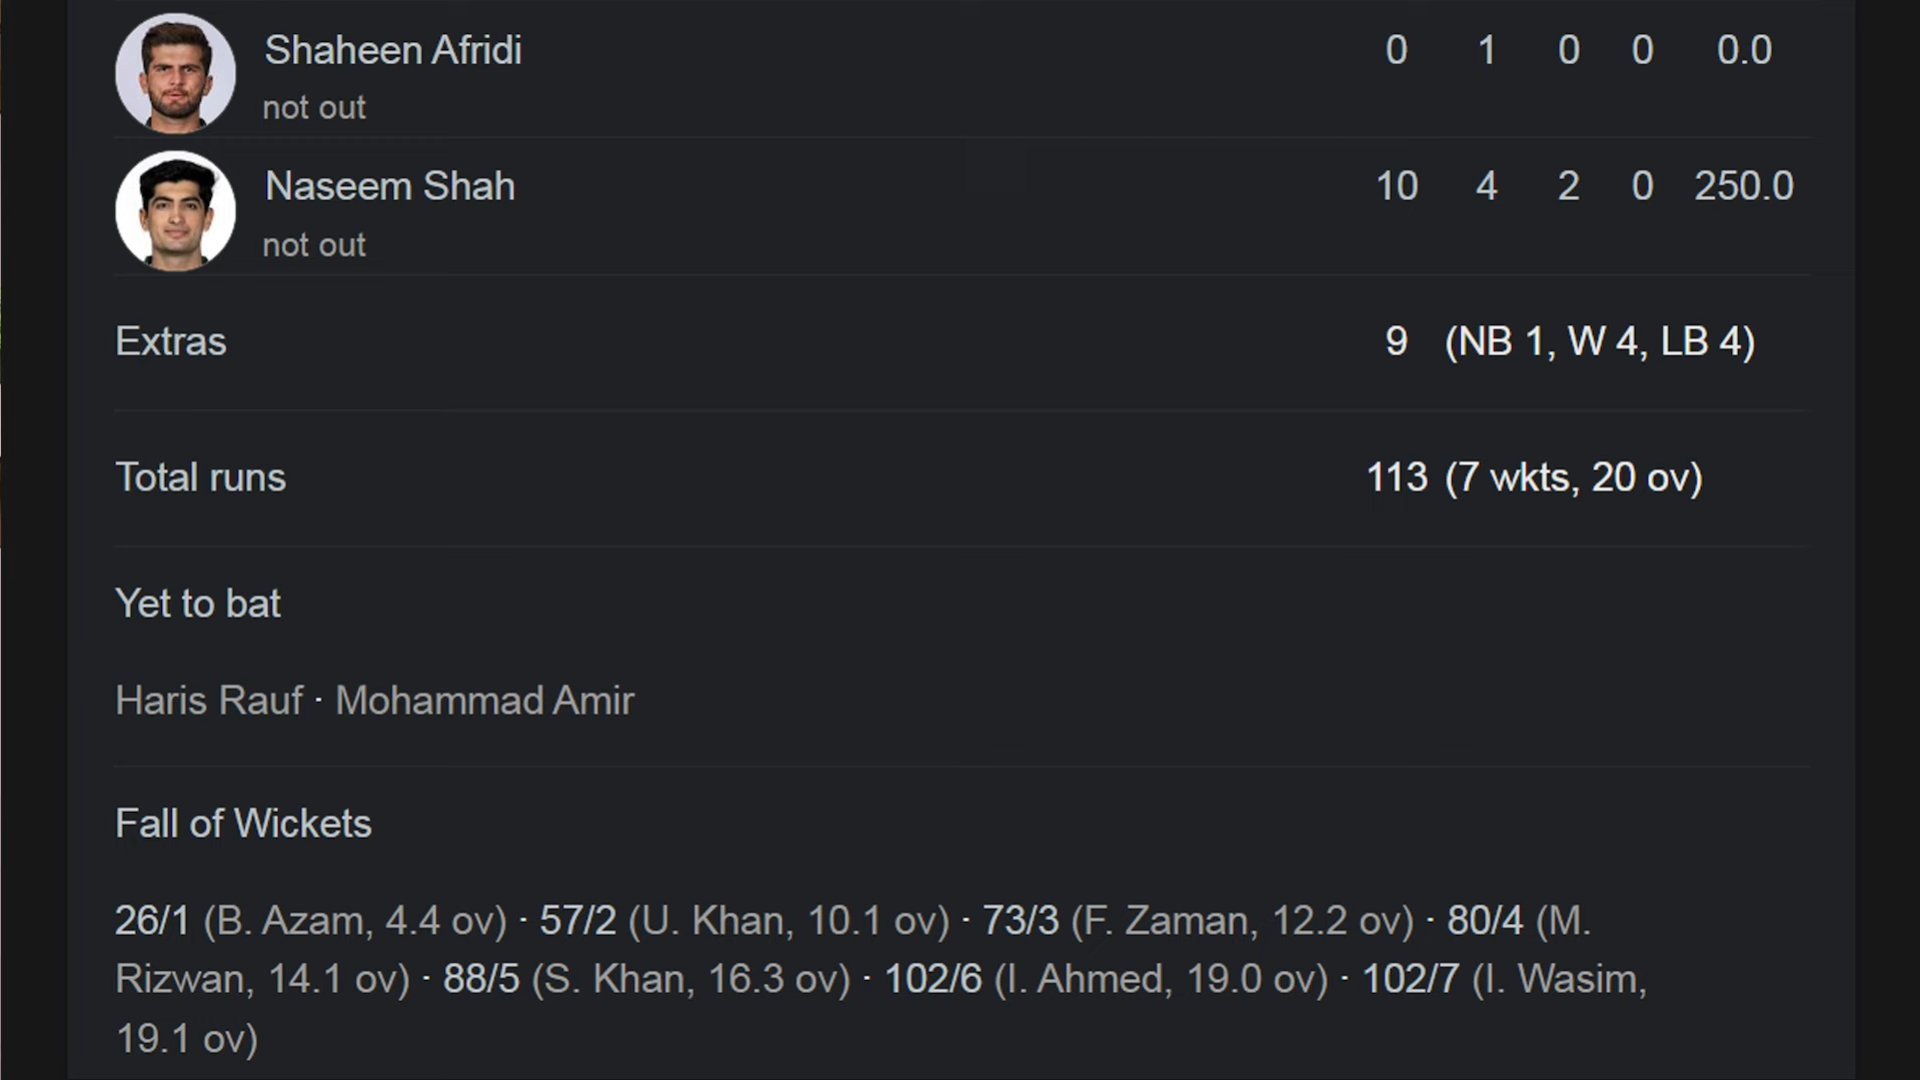 Shaheen Afridi 0 1 0 0 0.0
not out
Naseem Shah 10 4 2 0 250.0
not out
Extras 9 (NB 1, W 4, LB 4)
Total runs 113 (7 wkts, 20 ov)
Yet to bat
Haris Rauf · Mohammad Amir
Fall of Wickets
26/1 (B. Azam, 4.4 ov) · 57/2 (U. Khan, 10.1 ov) · 73/3 (F. Zaman, 12.2 ov) · 80/4 (M.
Rizwan, 14.1 ov) · 88/5 (S. Khan, 16.3 ov) · 102/6 (I. Ahmed, 19.0 ov) · 102/7 (I. Wasim,
19.1 ov)